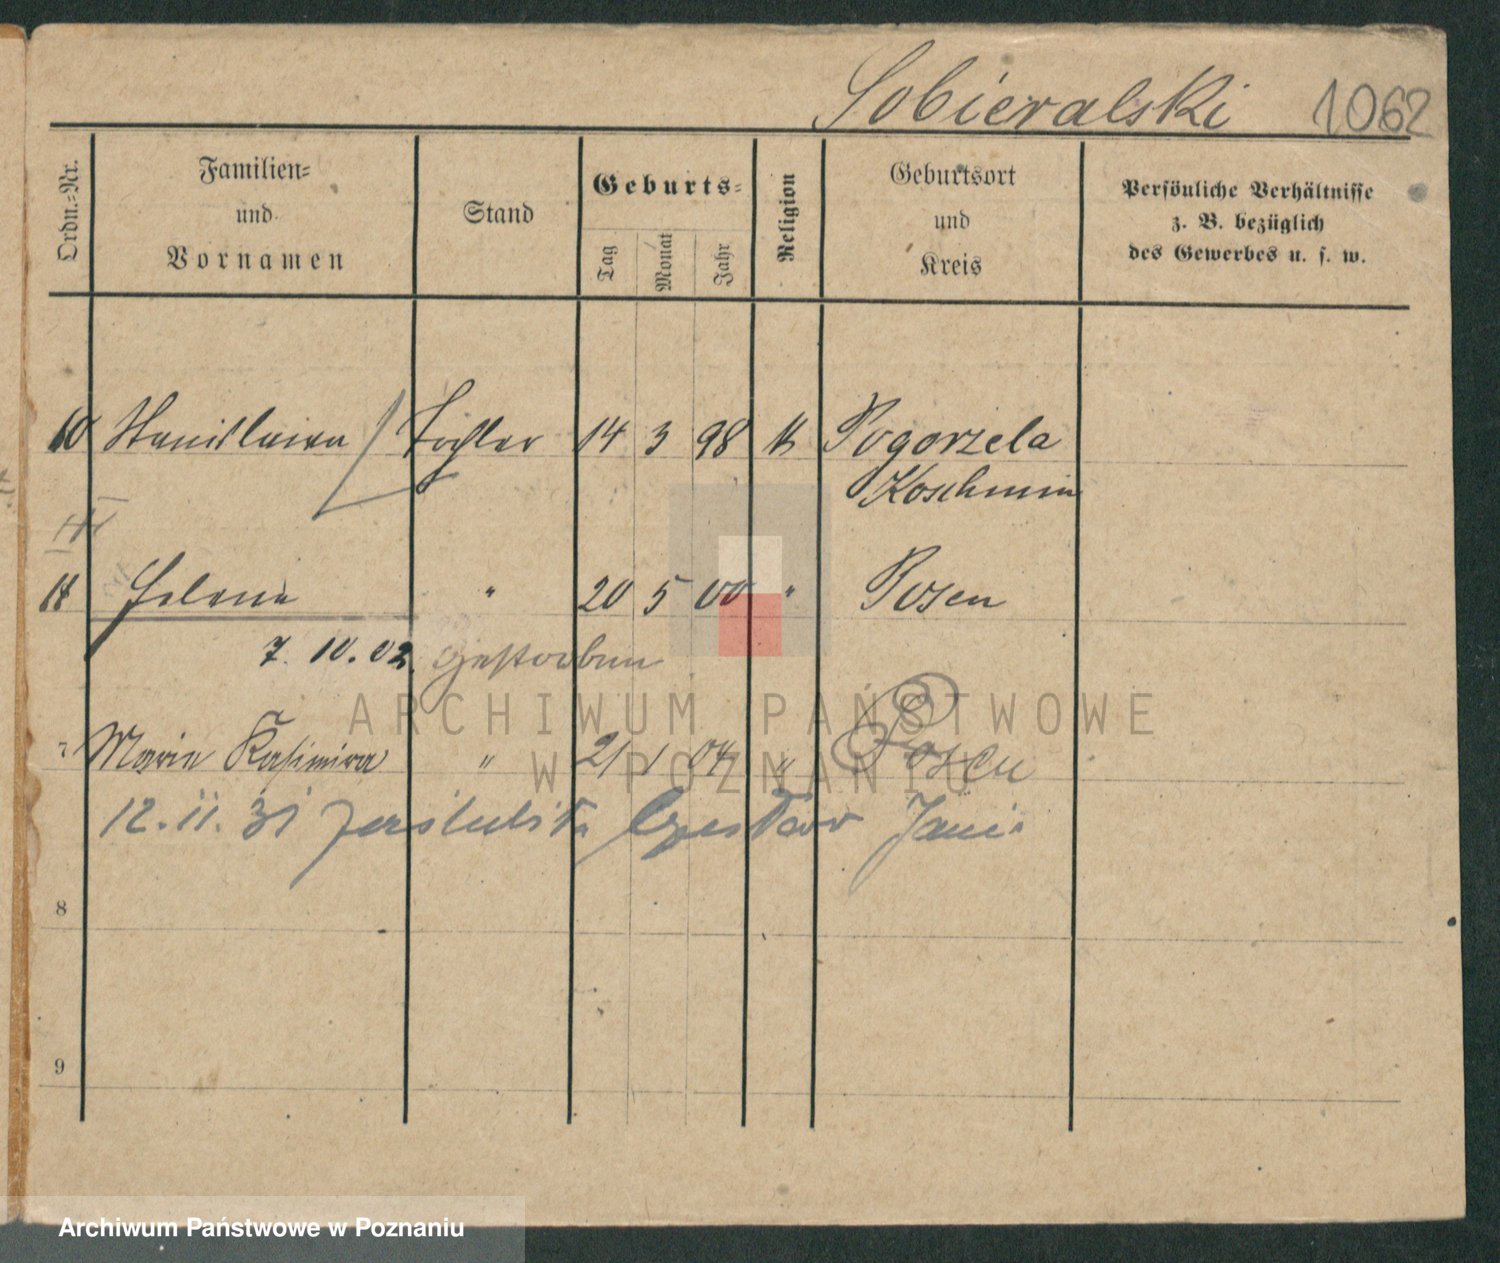 Sobieralski 1062
Ordn.-Nr.
Familien-
und
Vornamen
Stand
Geburts-
Tag
Monat
Jahr
Religion
Geburtsort
und
Kreis
Persönliche Verhältnisse
z. B. bezüglich
des Gewerbes u. s. w.
10 Stanislawa Tochter 14 3 98 k Pogorzela
Koschmin
11 Helena " 20 5 00 " Posen
7. 10. 02. gestorben
7 Maria Kasimira " 21 1 04 " Posen
12. 11. 31
8
9
ARCHIWUM PAŃSTWOWE
W POZNANIU
Archiwum Państwowe w Poznaniu